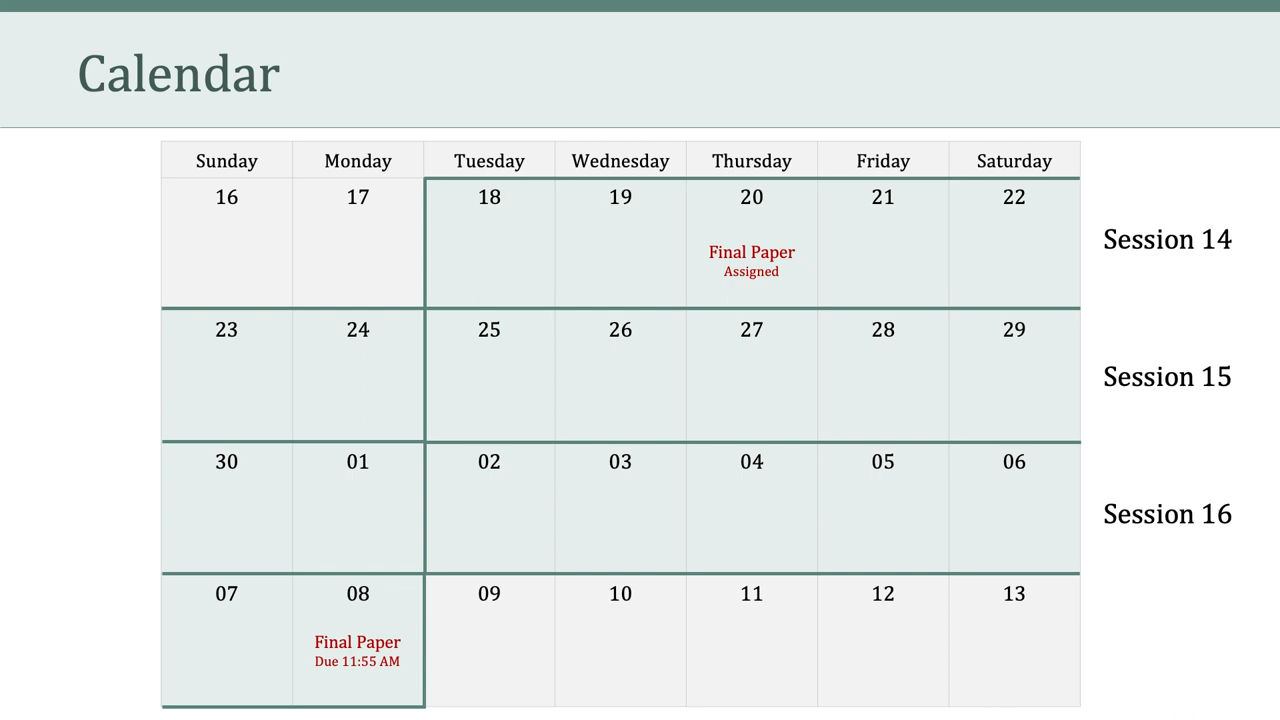 Calendar
Sunday Monday Tuesday Wednesday Thursday Friday Saturday
16 17 18 19 20 21 22
Final Paper
Assigned
Session 14
23 24 25 26 27 28 29
Session 15
30 01 02 03 04 05 06
Session 16
07 08 09 10 11 12 13
Final Paper
Due 11:55 AM